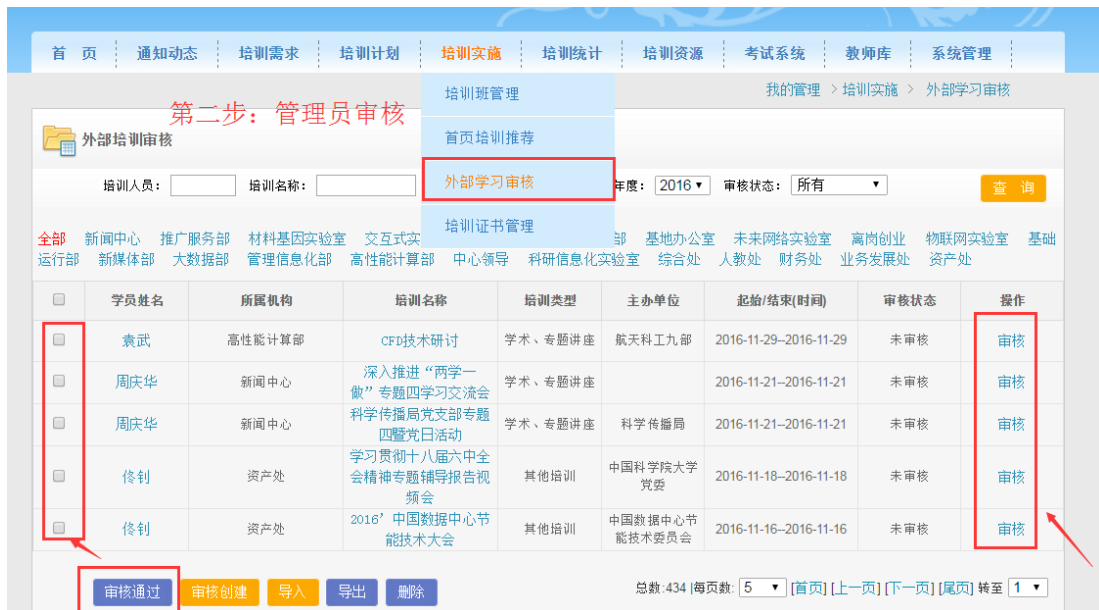 首 页 通知动态 培训需求 培训计划 培训实施 培训统计 培训资源 考试系统 教师库 系统管理
我的管理 > 培训实施 > 外部学习审核
培训班管理
首页培训推荐
外部学习审核
培训证书管理
第二步：管理员审核
外部培训审核
培训人员： 培训名称： 年度： 2016 审核状态： 所有 查 询
全部 新闻中心 推广服务部 材料基因实验室 交互式实 部 基地办公室 未来网络实验室 离岗创业 物联网实验室 基础
运行部 新媒体部 大数据部 管理信息化部 高性能计算部 中心领导 科研信息化实验室 综合处 人教处 财务处 业务发展处 资产处
学员姓名 所属机构 培训名称 培训类型 主办单位 起始/结束(时间) 审核状态 操作
袁武 高性能计算部 CFD技术研讨 学术、专题讲座 航天科工九部 2016-11-29--2016-11-29 未审核 审核
周庆华 新闻中心 深入推进“两学一
做”专题四学习交流会 学术、专题讲座 2016-11-21--2016-11-21 未审核 审核
周庆华 新闻中心 科学传播局党支部专题
四暨党日活动 学术、专题讲座 科学传播局 2016-11-21--2016-11-21 未审核 审核
佟钊 资产处 学习贯彻十八届六中全
会精神专题辅导报告视
频会 其他培训 中国科学院大学
党委 2016-11-18--2016-11-18 未审核 审核
佟钊 资产处 2016’中国数据中心节
能技术大会 其他培训 中国数据中心节
能技术委员会 2016-11-16--2016-11-16 未审核 审核
审核通过 审核创建 导入 导出 删除 总数:434 |每页数: 5 [首页] [上一页] [下一页] [尾页] 转至 1